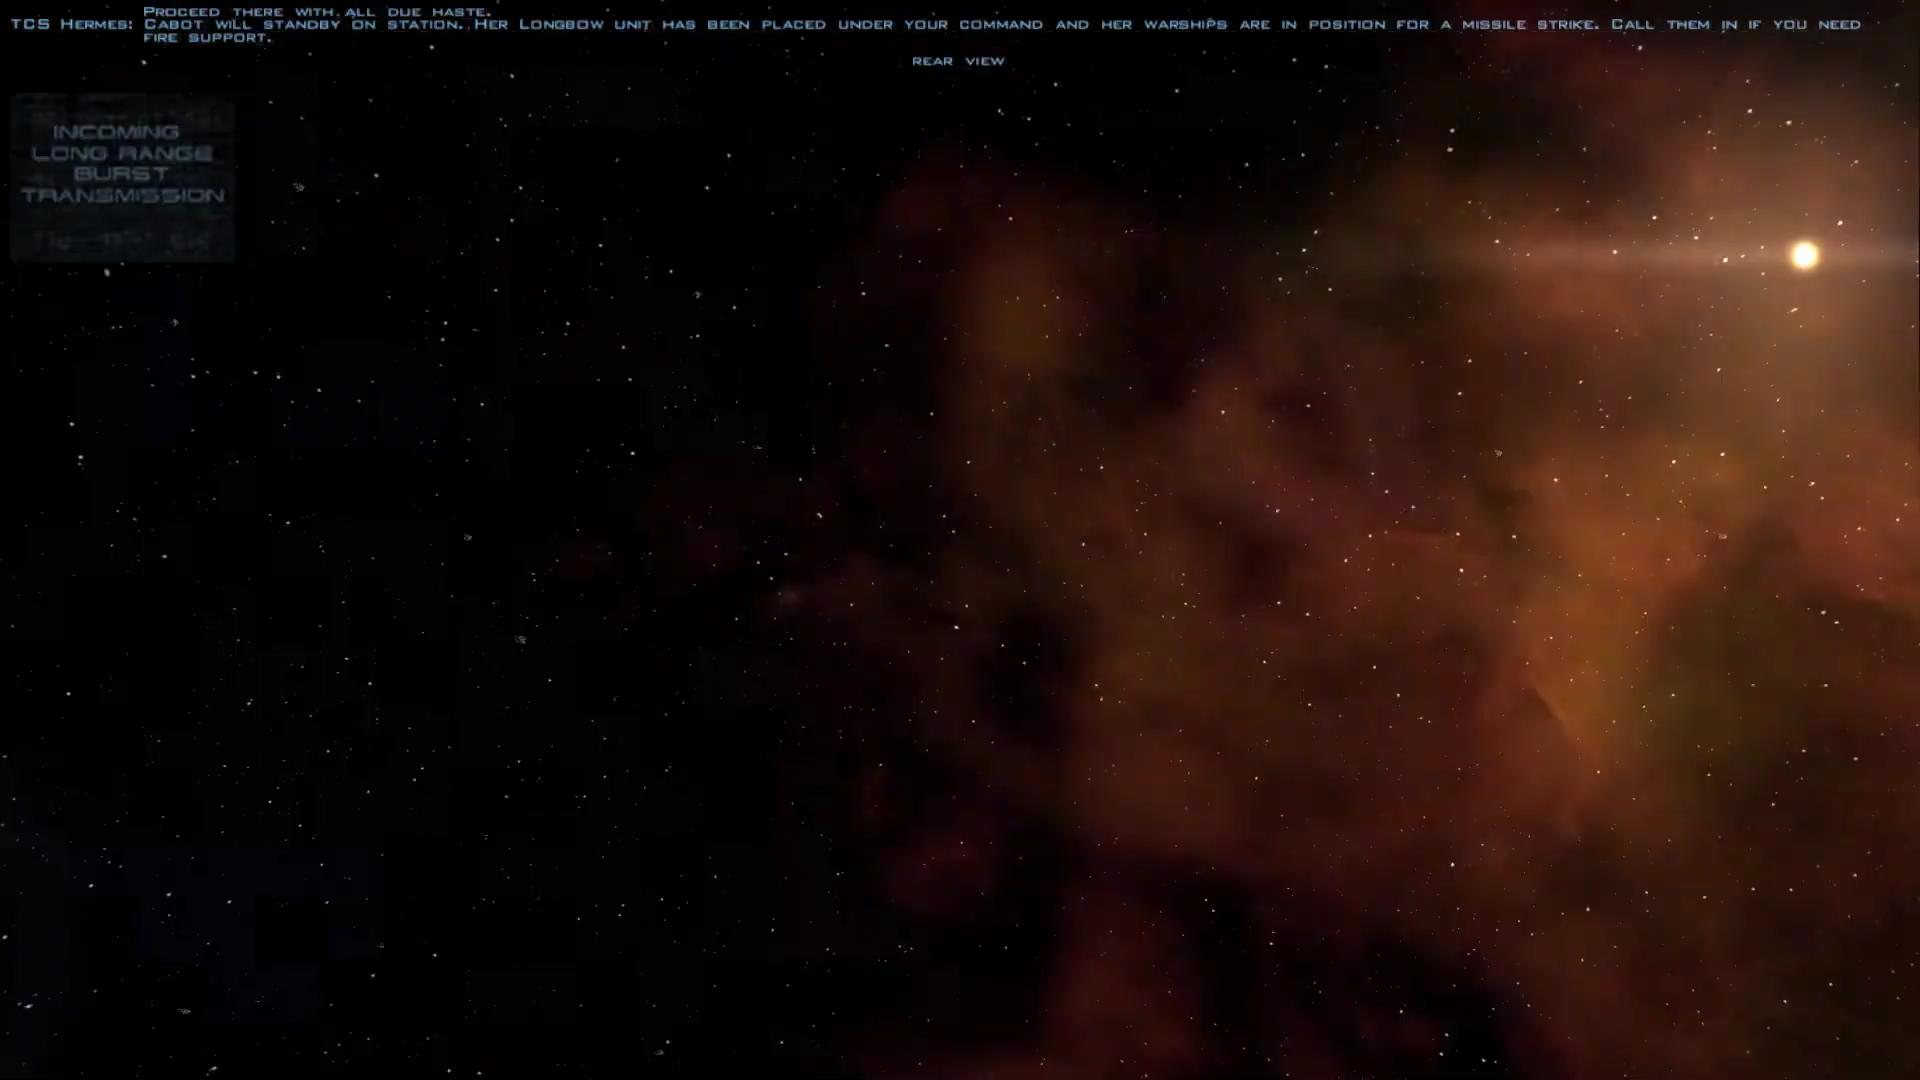 Proceed there with all due haste.
TCS Hermes: Cabot will standby on station. Her Longbow unit has been placed under your command and her warships are in position for a missile strike. Call them in if you need
fire support.
REAR VIEW
INCOMING
LONG RANGE
BURST
TRANSMISSION